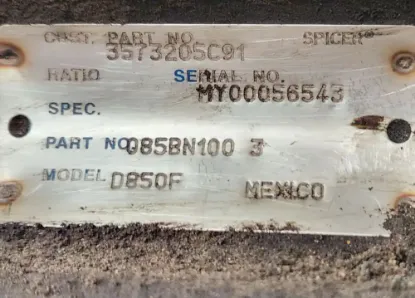 CUST. PART NO. SPICER®
3573205C91
RATIO SERIAL NO.
MY00056543
SPEC.
PART NO. 085BN100 3
MODEL D850F MEXICO